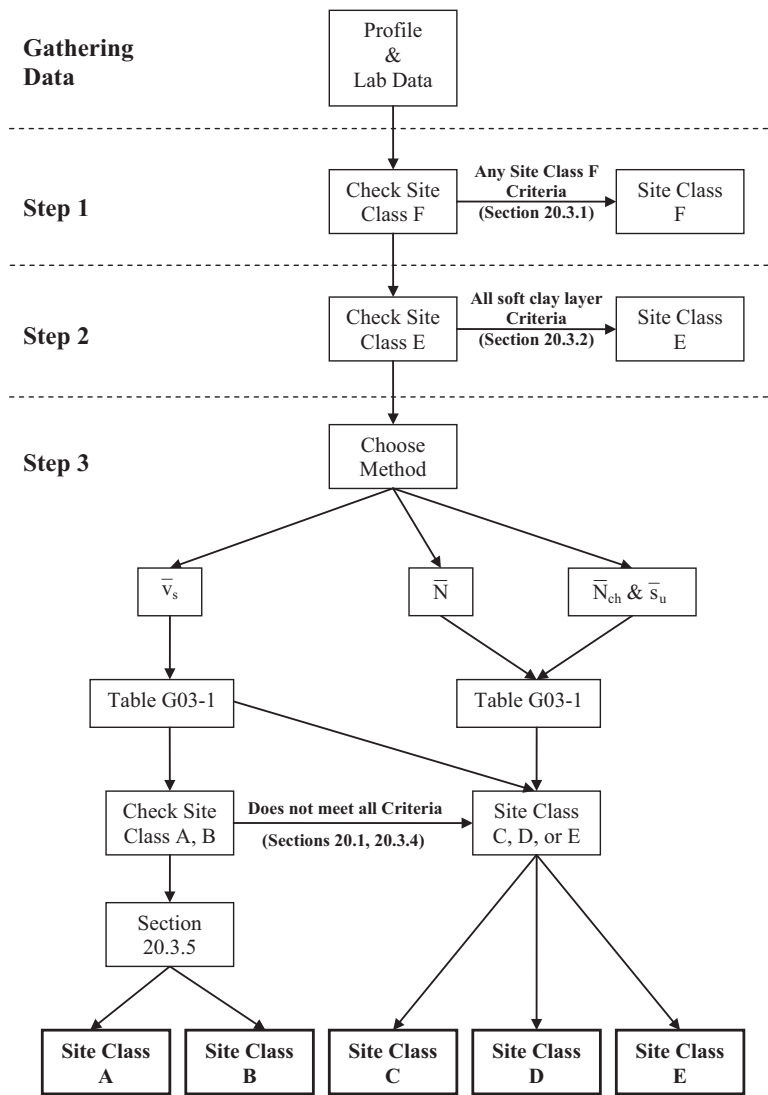 Gathering
Data
Profile
&
Lab Data
Step 1
Check Site
Class F
Any Site Class F
Criteria
(Section 20.3.1)
Site Class
F
Step 2
Check Site
Class E
All soft clay layer
Criteria
(Section 20.3.2)
Site Class
E
Step 3
Choose
Method
v̅s
N̅
N̅ch & s̅u
Table G03-1
Table G03-1
Check Site
Class A, B
Does not meet all Criteria
(Sections 20.1, 20.3.4)
Site Class
C, D, or E
Section
20.3.5
Site Class
A
Site Class
B
Site Class
C
Site Class
D
Site Class
E